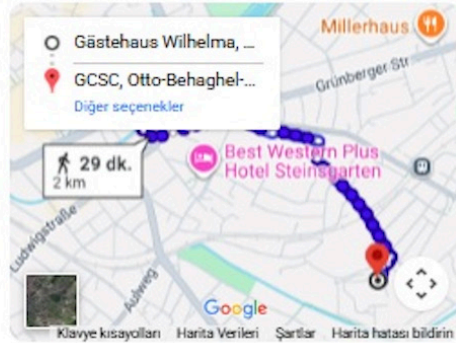 Gästehaus Wilhelma, ...
GCSC, Otto-Behaghel-...
Diğer seçenekler
Millerhaus
Grünberger Str
29 dk.
2 km
Best Western Plus
Hotel Steinsgarten
Ludwigstraße
Aulweg
Google
Klavye kısayolları Harita Verileri Şartlar Harita hatası bildirin